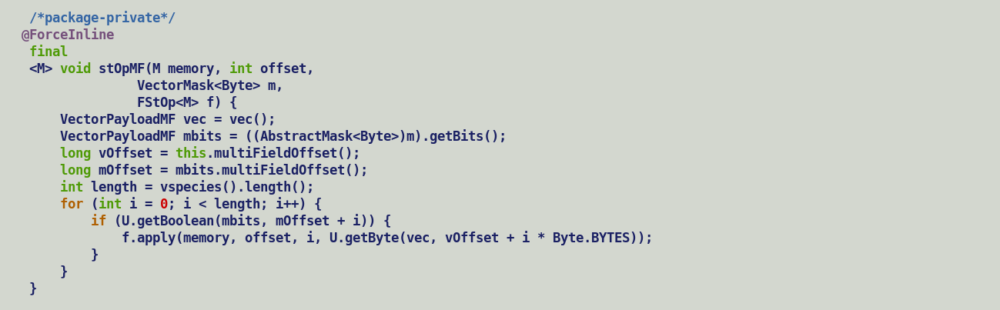 /*package-private*/
@ForceInline
final
<M> void stOpMF(M memory, int offset,
VectorMask<Byte> m,
FStOp<M> f) {
VectorPayloadMF vec = vec();
VectorPayloadMF mbits = ((AbstractMask<Byte>)m).getBits();
long vOffset = this.multiFieldOffset();
long mOffset = mbits.multiFieldOffset();
int length = vspecies().length();
for (int i = 0; i < length; i++) {
if (U.getBoolean(mbits, mOffset + i)) {
f.apply(memory, offset, i, U.getByte(vec, vOffset + i * Byte.BYTES));
}
}
}